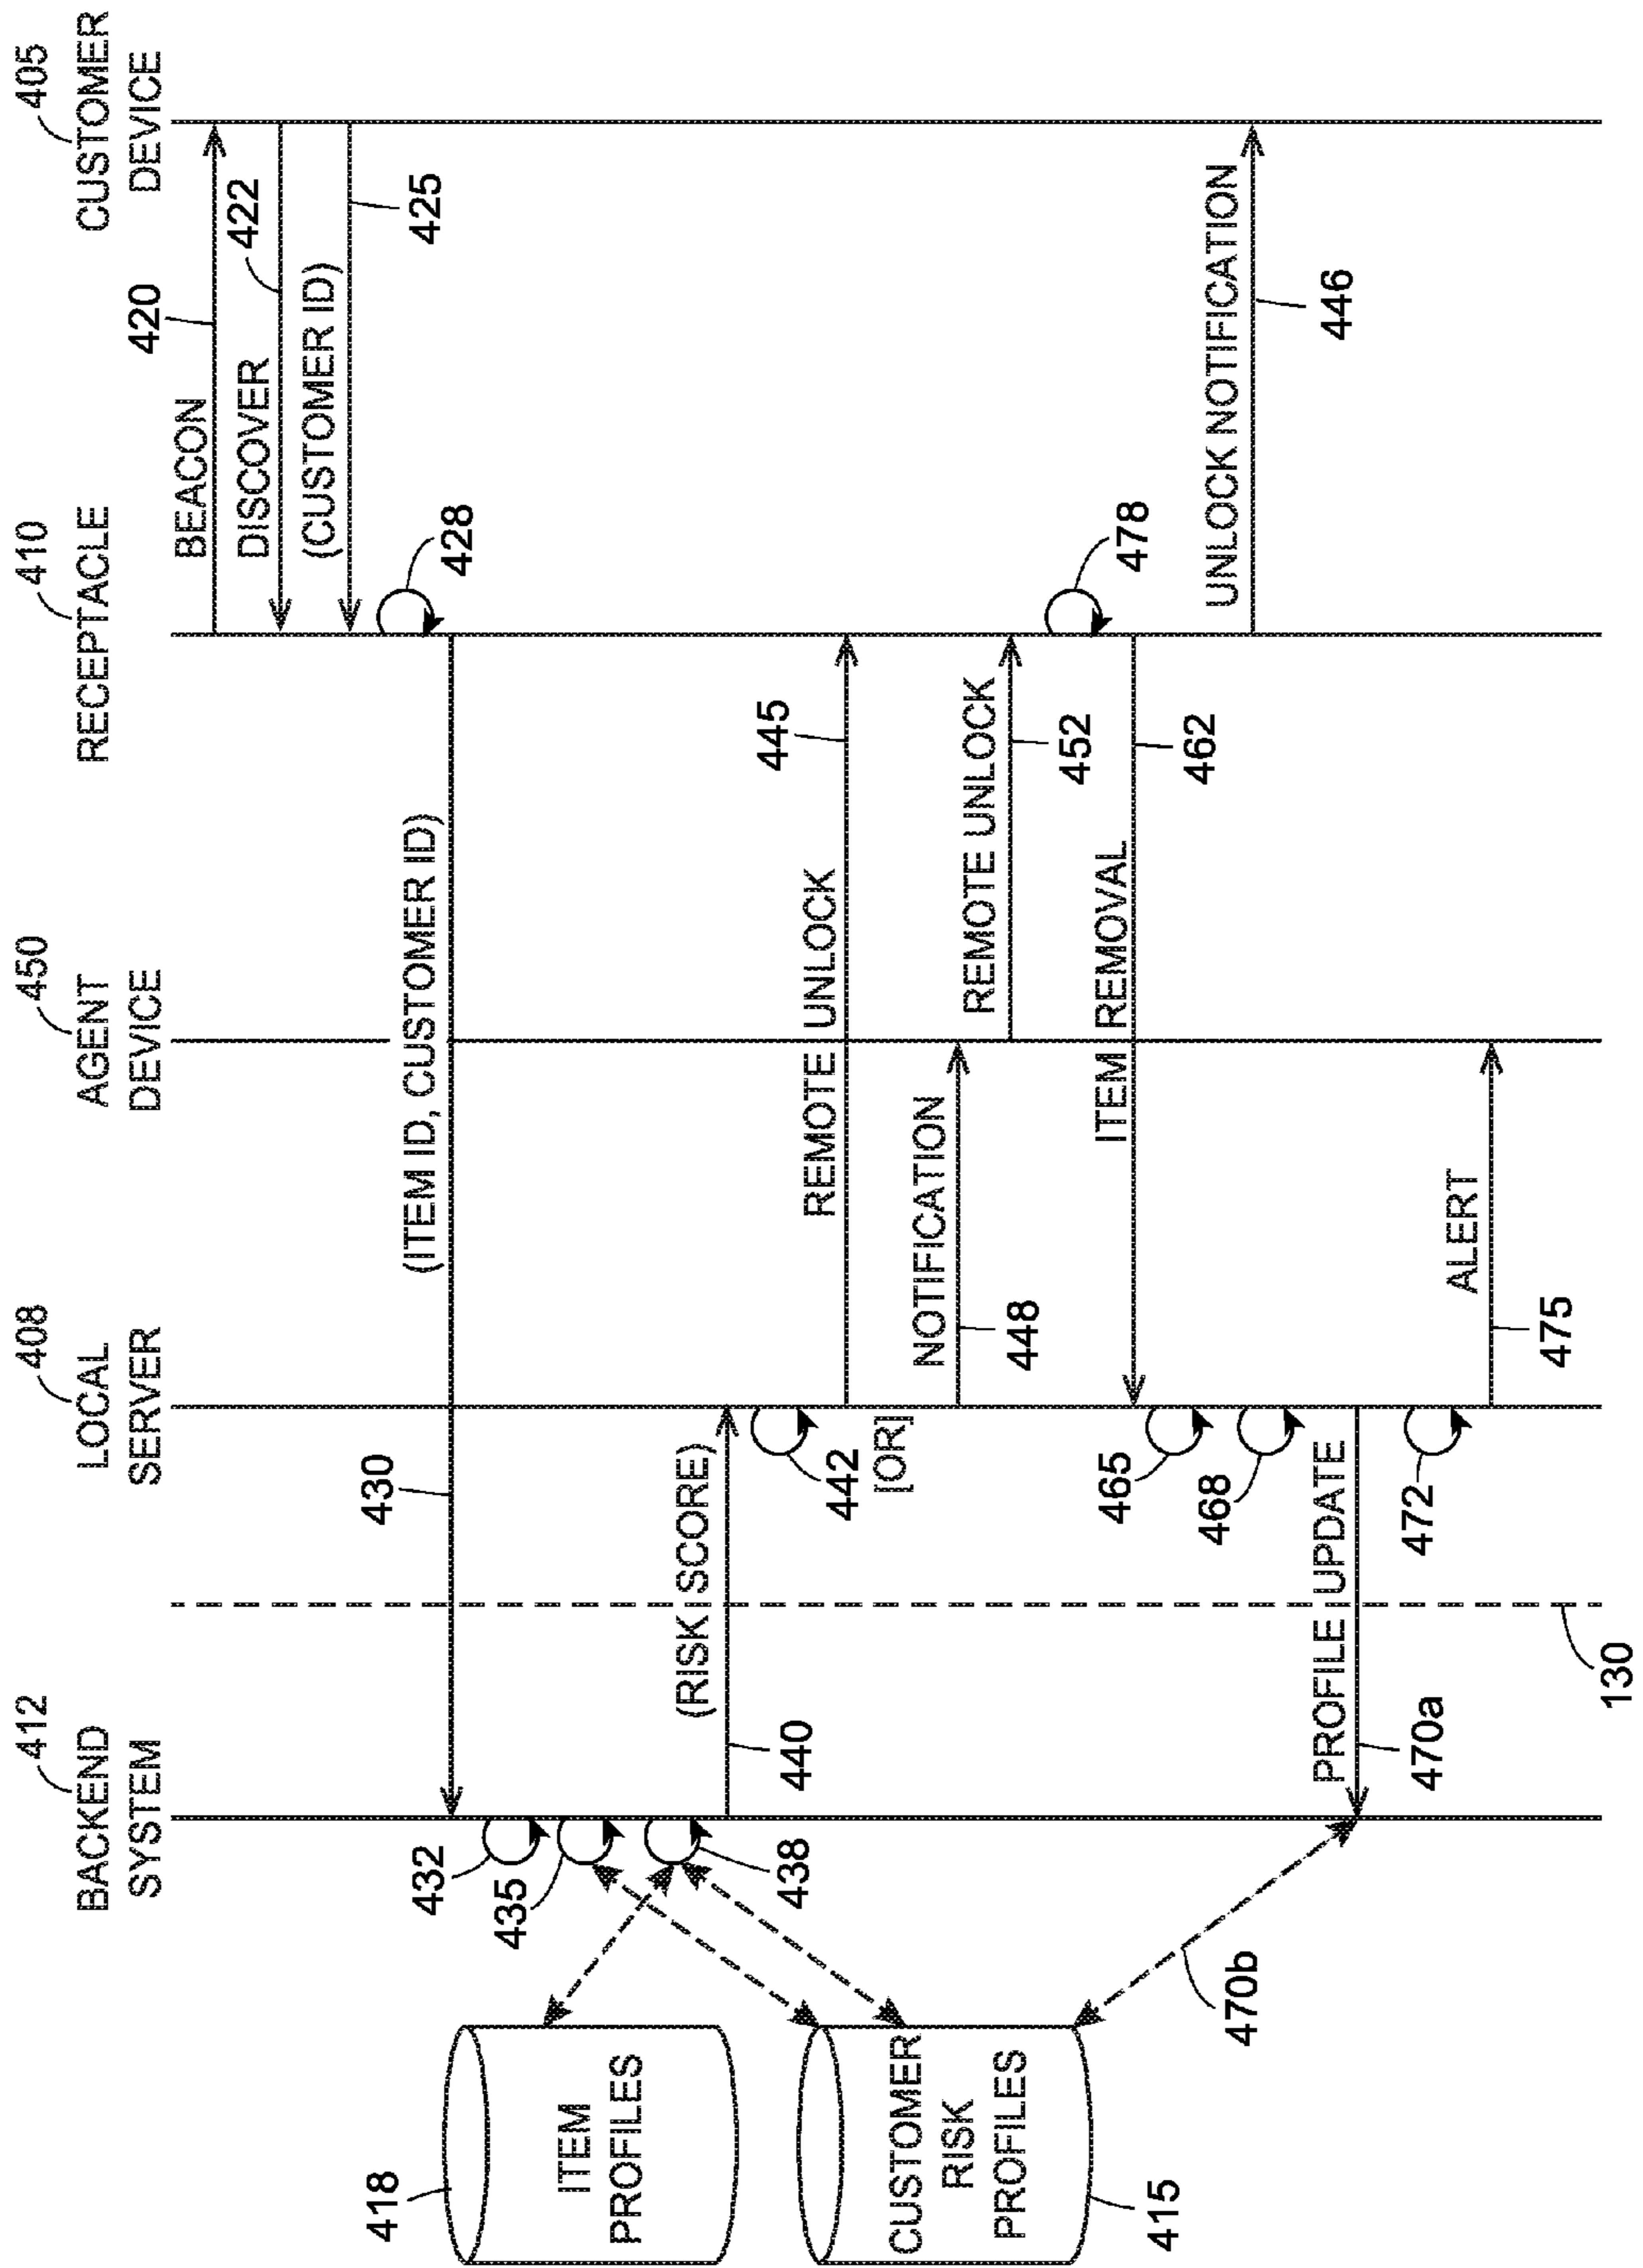 412
BACKEND
SYSTEM
408
LOCAL
SERVER
450
AGENT
DEVICE
410
RECEPTACLE
405
CUSTOMER
DEVICE
BEACON
420
DISCOVER
422
(CUSTOMER ID)
425
428
(ITEM ID, CUSTOMER ID)
430
432
435
438
418
ITEM
PROFILES
(RISK SCORE)
440
442
[OR]
REMOTE UNLOCK
445
NOTIFICATION
448
REMOTE UNLOCK
452
478
ITEM REMOVAL
462
465
468
UNLOCK NOTIFICATION
446
CUSTOMER
RISK
PROFILES
415
PROFILE UPDATE
470a
470b
472
ALERT
475
130